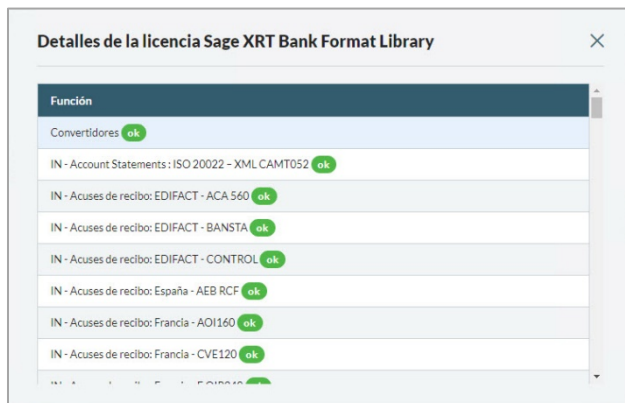 Detalles de la licencia Sage XRT Bank Format Library
Función
Convertidores ok
IN - Account Statements : ISO 20022 – XML CAMT052 ok
IN - Acuses de recibo: EDIFACT - ACA 560 ok
IN - Acuses de recibo: EDIFACT - BANSTA ok
IN - Acuses de recibo: EDIFACT - CONTROL ok
IN - Acuses de recibo: España - AEB RCF ok
IN - Acuses de recibo: Francia - AOI160 ok
IN - Acuses de recibo: Francia - CVE120 ok